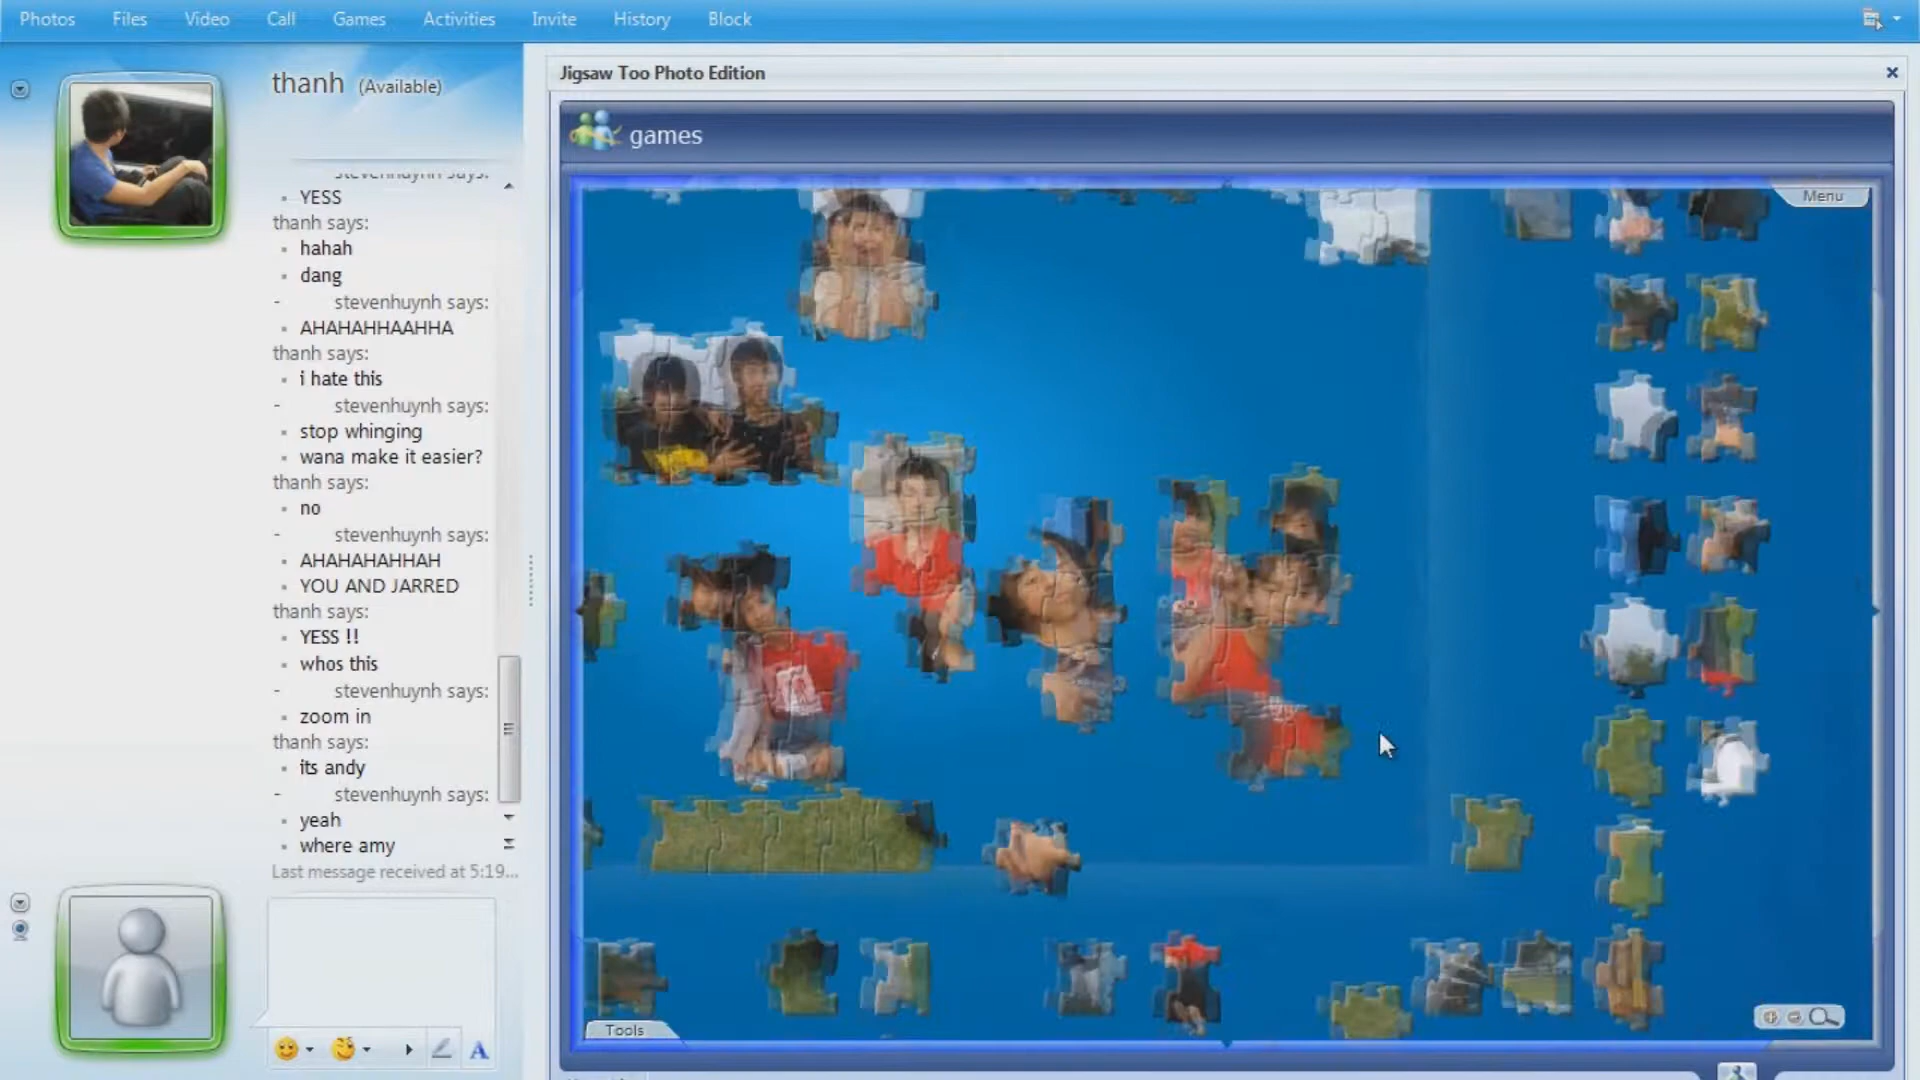 Photos Files Video Call Games Activities Invite History Block
thanh (Available)
stevenhuynh says:
YESS
thanh says:
hahah
dang
- stevenhuynh says:
AHAHAHHAAHHA
thanh says:
i hate this
- stevenhuynh says:
stop whinging
wana make it easier?
thanh says:
no
- stevenhuynh says:
AHAHAHAHHAH
YOU AND JARRED
thanh says:
YESS !!
whos this
- stevenhuynh says:
zoom in
thanh says:
its andy
- stevenhuynh says:
yeah
where amy
Last message received at 5:19...
A
Jigsaw Too Photo Edition
games
Menu
Tools